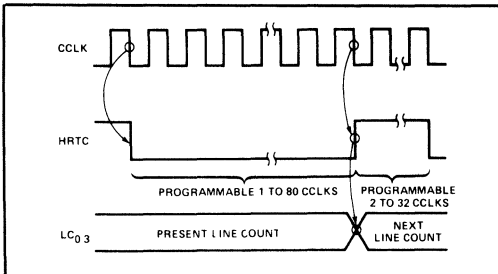 CCLK
HRTC
PROGRAMMABLE 1 TO 80 CCLKS
PROGRAMMABLE
2 TO 32 CCLKS
LC0 3
PRESENT LINE COUNT
NEXT
LINE COUNT